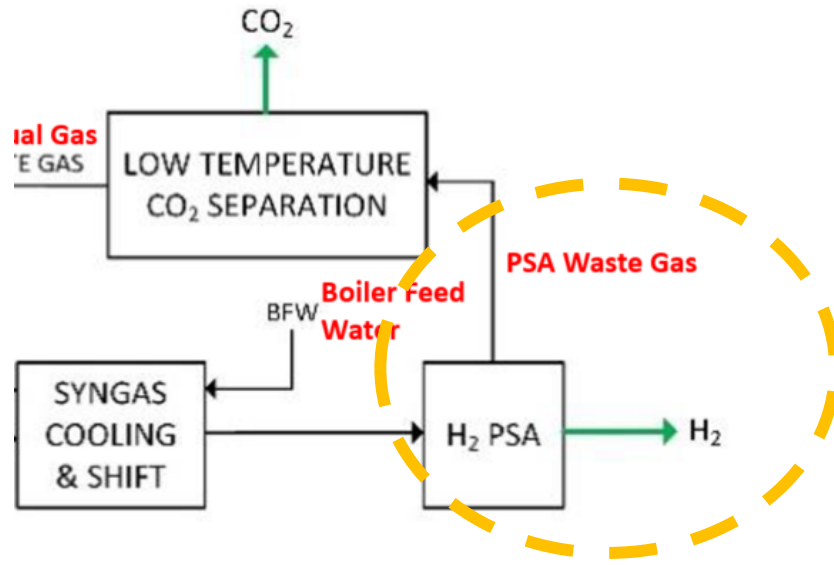 CO₂
ual Gas
TE GAS
LOW TEMPERATURE
CO₂ SEPARATION
PSA Waste Gas
Boiler Feed
Water
BFW
SYNGAS
COOLING
& SHIFT
H₂ PSA
H₂